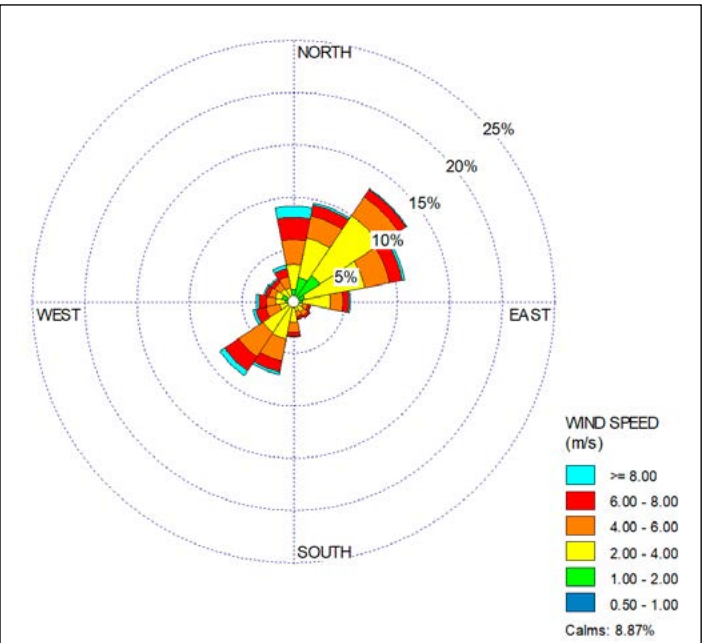 NORTH
25%
20%
15%
10%
5%
WEST
EAST
WIND SPEED
(m/s)
>= 8.00
6.00 - 8.00
4.00 - 6.00
2.00 - 4.00
1.00 - 2.00
0.50 - 1.00
SOUTH
Calms: 8.87%